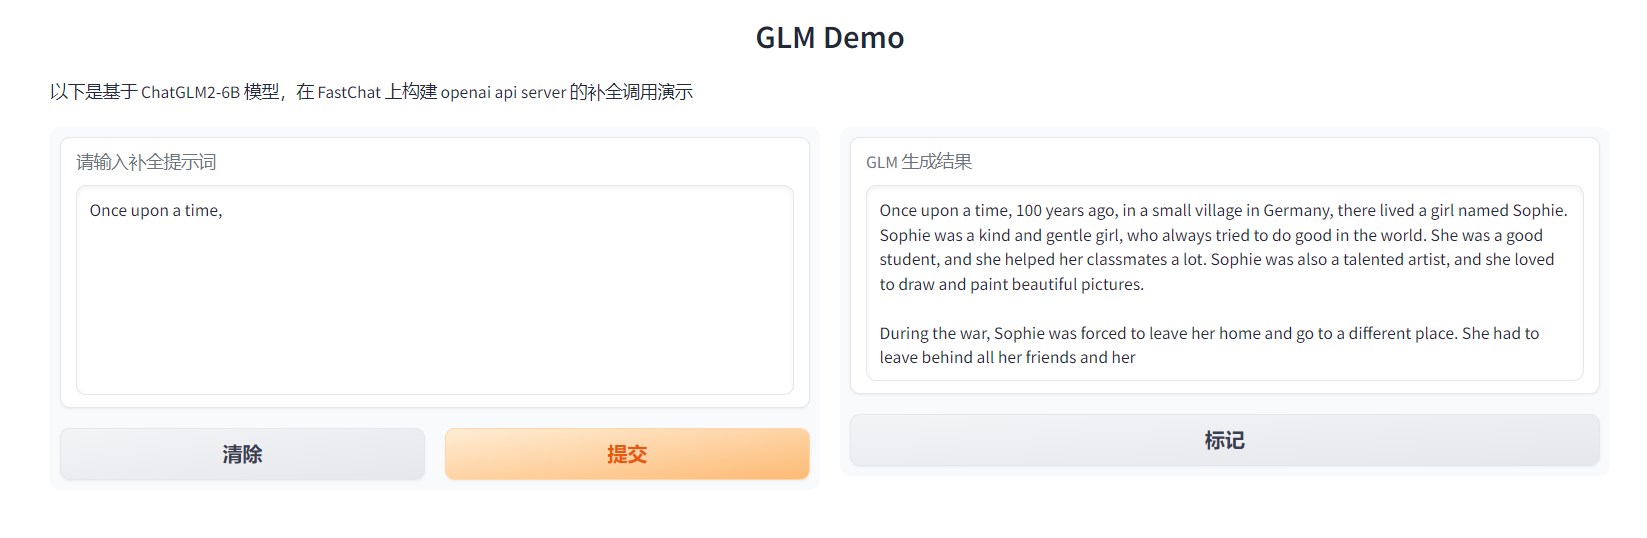 GLM Demo
以下是基于 ChatGLM2-6B 模型，在 FastChat 上构建 openai api server 的补全调用演示
请输入补全提示词
Once upon a time,
清除
提交
GLM 生成结果
Once upon a time, 100 years ago, in a small village in Germany, there lived a girl named Sophie.
Sophie was a kind and gentle girl, who always tried to do good in the world. She was a good
student, and she helped her classmates a lot. Sophie was also a talented artist, and she loved
to draw and paint beautiful pictures.
During the war, Sophie was forced to leave her home and go to a different place. She had to
leave behind all her friends and her
标记